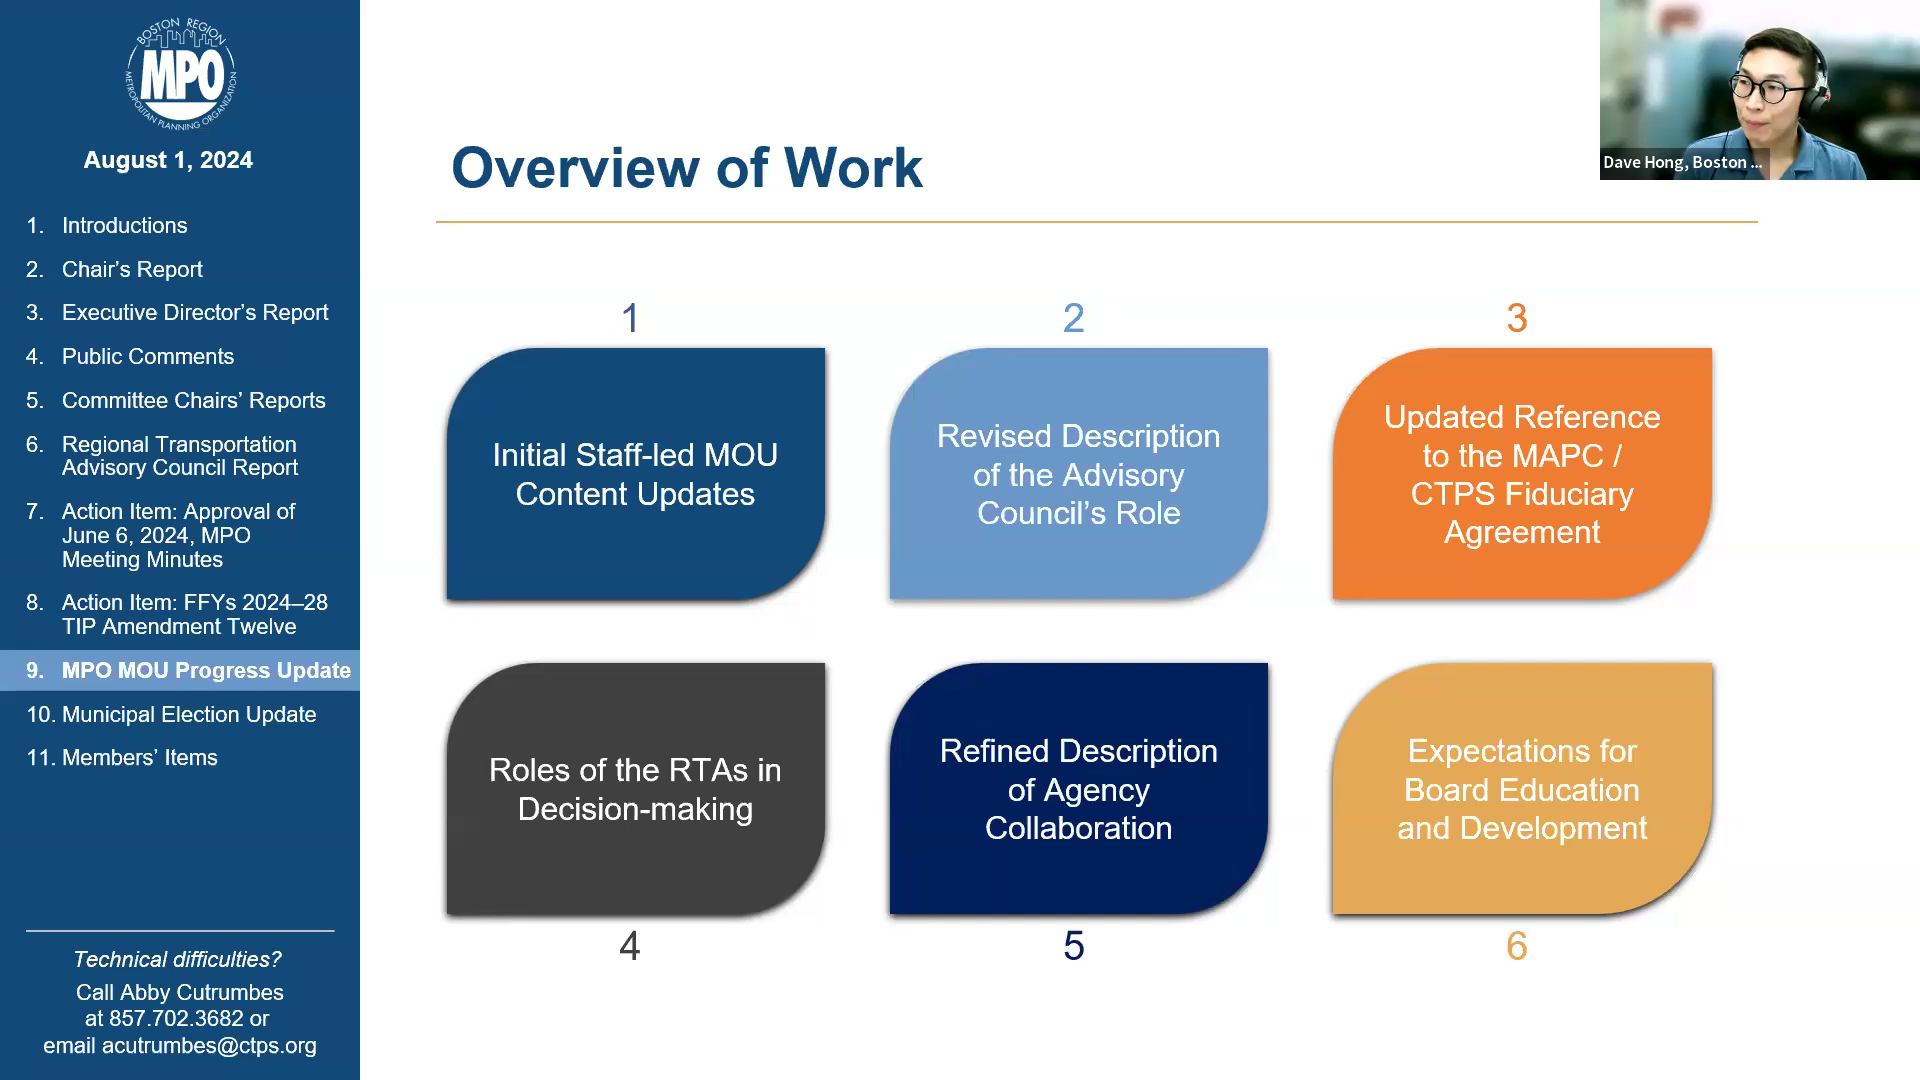 BOSTON REGION
MPO
METROPOLITAN PLANNING ORGANIZATION
August 1, 2024
1. Introductions
2. Chair’s Report
3. Executive Director’s Report
4. Public Comments
5. Committee Chairs’ Reports
6. Regional Transportation
Advisory Council Report
7. Action Item: Approval of
June 6, 2024, MPO
Meeting Minutes
8. Action Item: FFYs 2024–28
TIP Amendment Twelve
9. MPO MOU Progress Update
10. Municipal Election Update
11. Members’ Items
Technical difficulties?
Call Abby Cutrumbes
at 857.702.3682 or
email acutrumbes@ctps.org
Overview of Work
1
Initial Staff-led MOU
Content Updates
2
Revised Description
of the Advisory
Council’s Role
3
Updated Reference
to the MAPC /
CTPS Fiduciary
Agreement
Roles of the RTAs in
Decision-making
4
Refined Description
of Agency
Collaboration
5
Expectations for
Board Education
and Development
6
Dave Hong, Boston ...